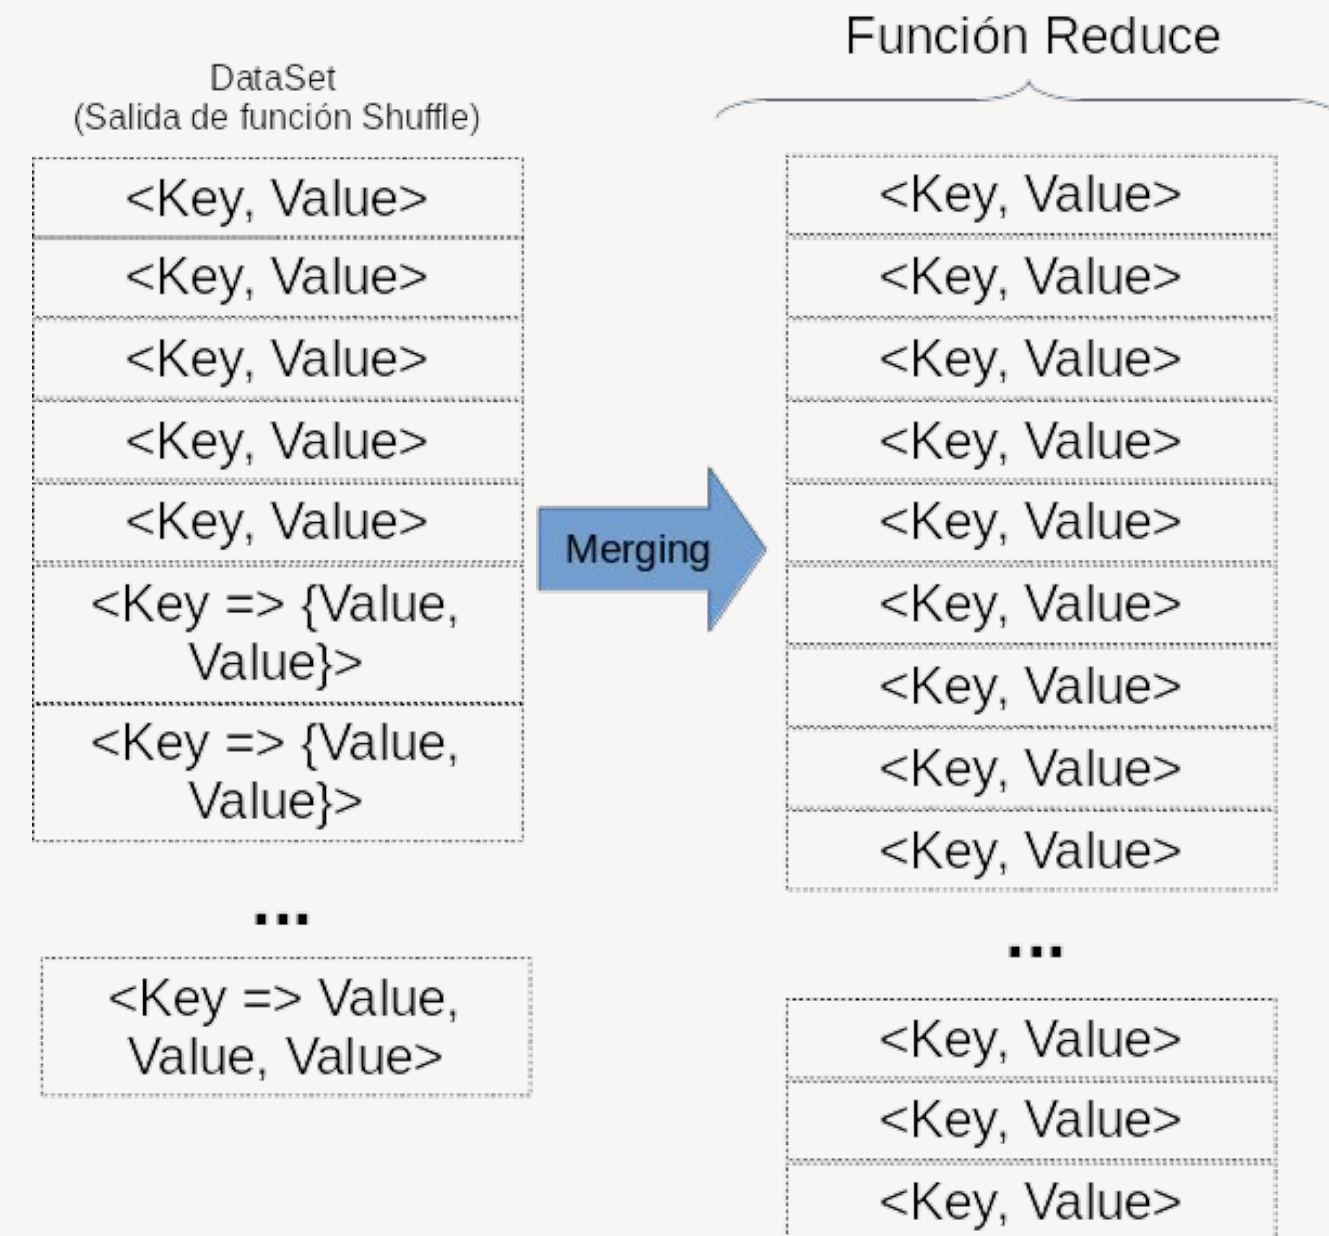 DataSet
(Salida de función Shuffle)
<Key, Value>
<Key, Value>
<Key, Value>
<Key, Value>
<Key, Value>
<Key => {Value,
Value}>
<Key => {Value,
Value}>
...
<Key => Value,
Value, Value>
Merging
Función Reduce
<Key, Value>
<Key, Value>
<Key, Value>
<Key, Value>
<Key, Value>
<Key, Value>
<Key, Value>
<Key, Value>
<Key, Value>
...
<Key, Value>
<Key, Value>
<Key, Value>